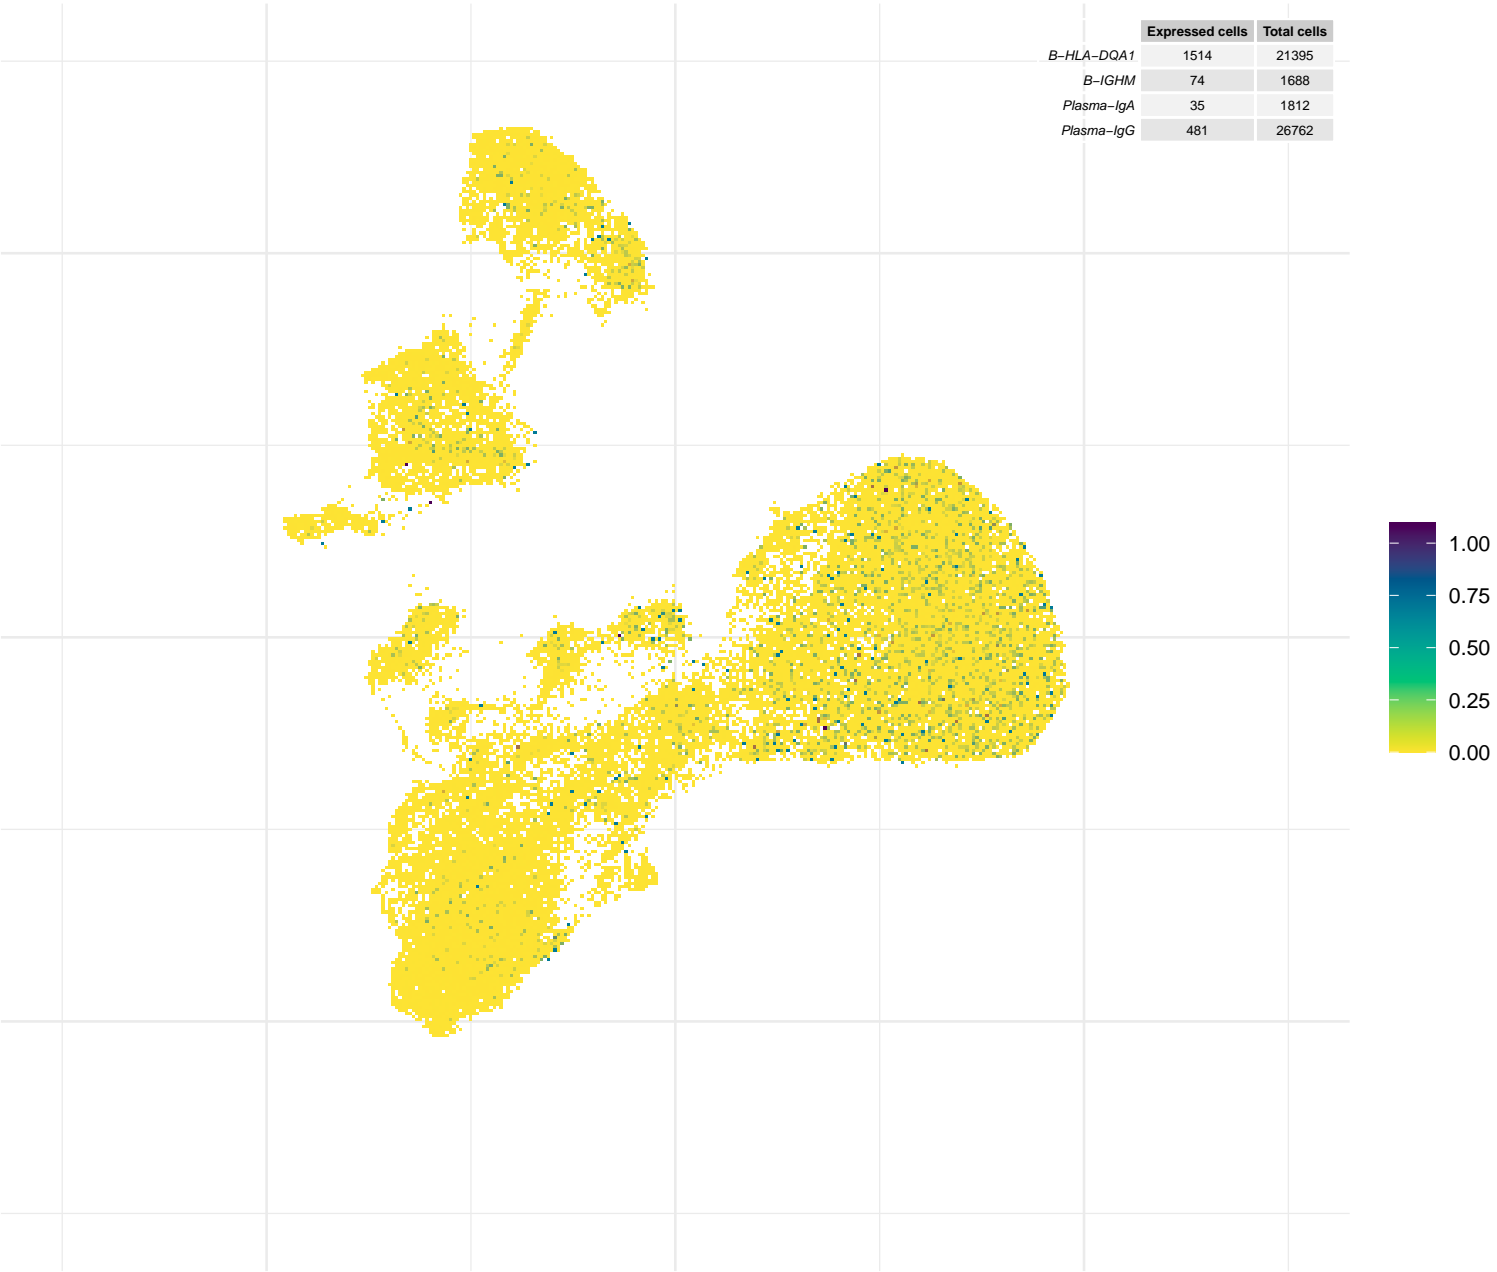 Expressed cells Total cells
B−HLA−DQA1 1514 21395
B−IGHM 74 1688
Plasma−IgA 35 1812
Plasma−IgG 481 26762
1.00
0.75
0.50
0.25
0.00